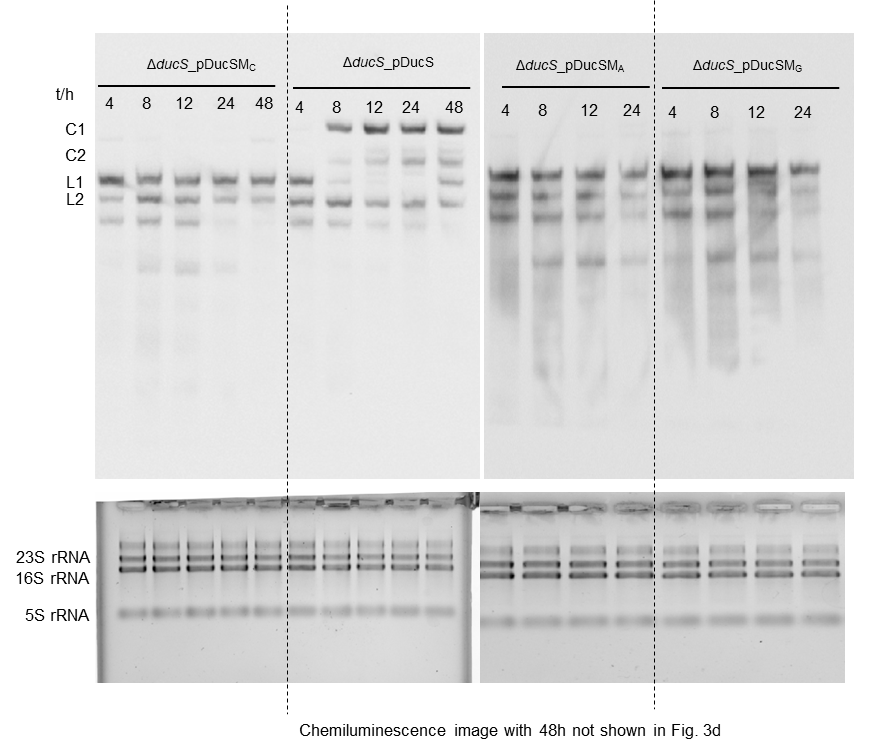 ΔducS_pDucSMC ΔducS_pDucS ΔducS_pDucSMA ΔducS_pDucSMG
t/h 4 8 12 24 48 4 8 12 24 48 4 8 12 24 4 8 12 24
C1
C2
L1
L2
23S rRNA
16S rRNA
5S rRNA
Chemiluminescence image with 48h not shown in Fig. 3d